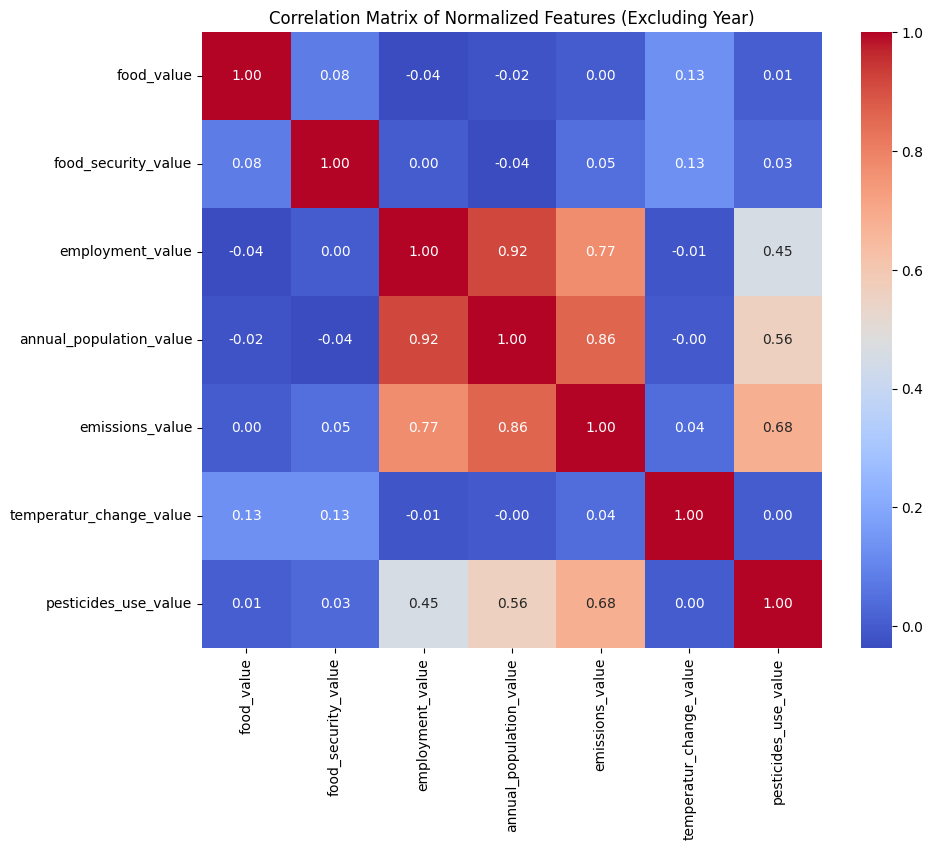 Correlation Matrix of Normalized Features (Excluding Year)
food_value 1.00 0.08 -0.04 -0.02 0.00 0.13 0.01
food_security_value 0.08 1.00 0.00 -0.04 0.05 0.13 0.03
employment_value -0.04 0.00 1.00 0.92 0.77 -0.01 0.45
annual_population_value -0.02 -0.04 0.92 1.00 0.86 -0.00 0.56
emissions_value 0.00 0.05 0.77 0.86 1.00 0.04 0.68
temperatur_change_value 0.13 0.13 -0.01 -0.00 0.04 1.00 0.00
pesticides_use_value 0.01 0.03 0.45 0.56 0.68 0.00 1.00
food_value
food_security_value
employment_value
annual_population_value
emissions_value
temperatur_change_value
pesticides_use_value
1.0
0.8
0.6
0.4
0.2
0.0